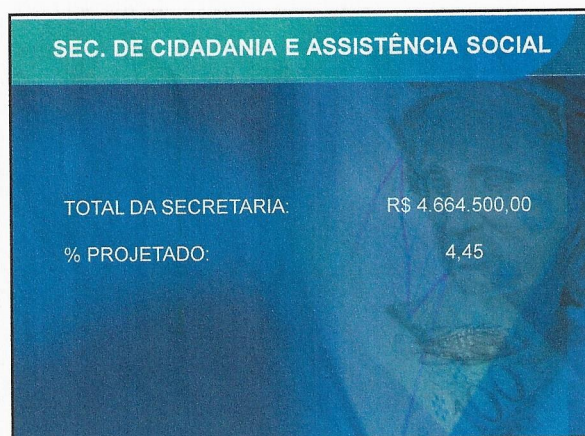 SEC. DE CIDADANIA E ASSISTÊNCIA SOCIAL
TOTAL DA SECRETARIA: R$ 4.664.500,00
% PROJETADO: 4,45